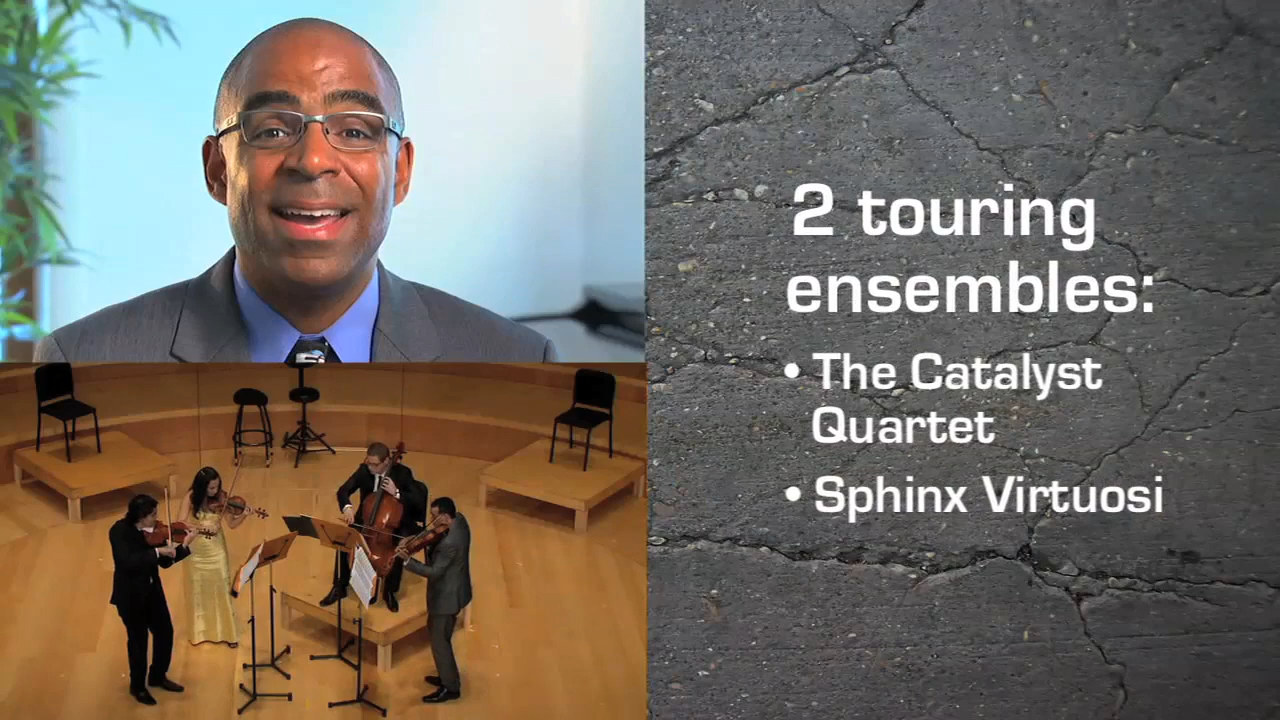 2 touring
ensembles:
• The Catalyst
Quartet
• Sphinx Virtuosi